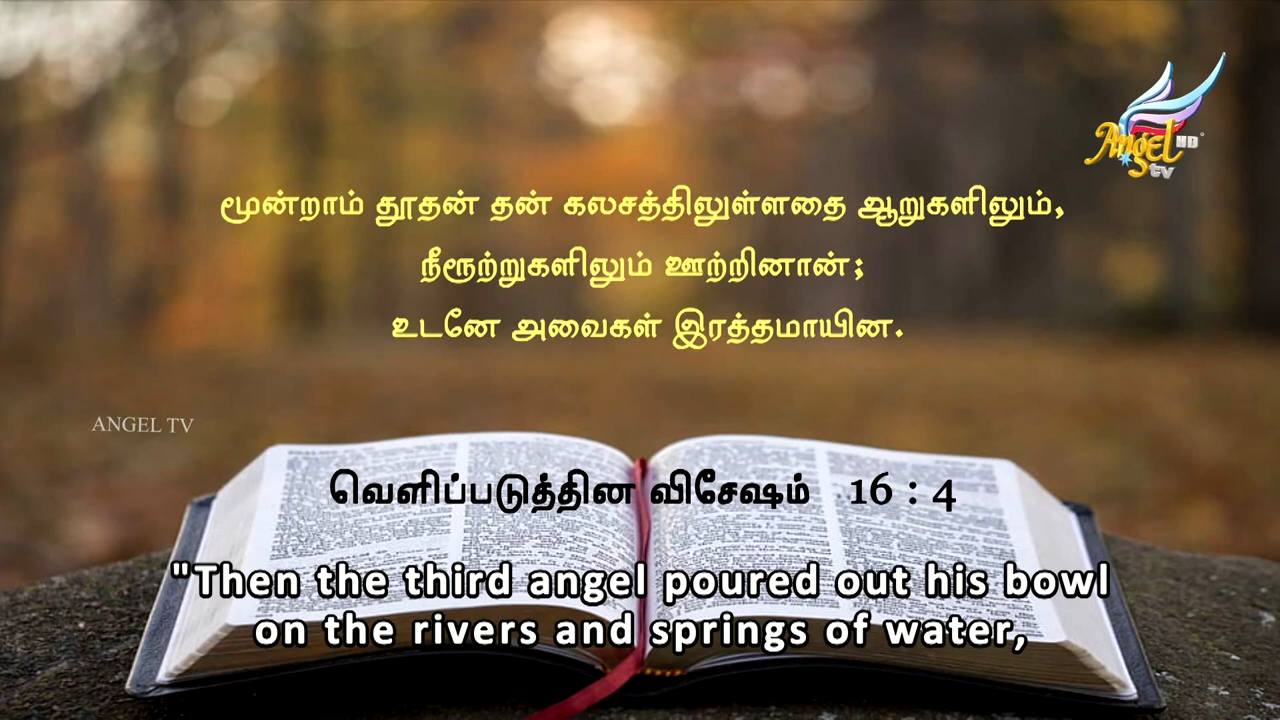 Angel HD
tv
மூன்றாம் தூதன் தன் கலசத்திலுள்ளதை ஆறுகளிலும்,
நீரூற்றுகளிலும் ஊற்றினான்;
உடனே அவைகள் இரத்தமாயின.
ANGEL TV
வெளிப்படுத்தின விசேஷம் 16 : 4
"Then the third angel poured out his bowl
on the rivers and springs of water,